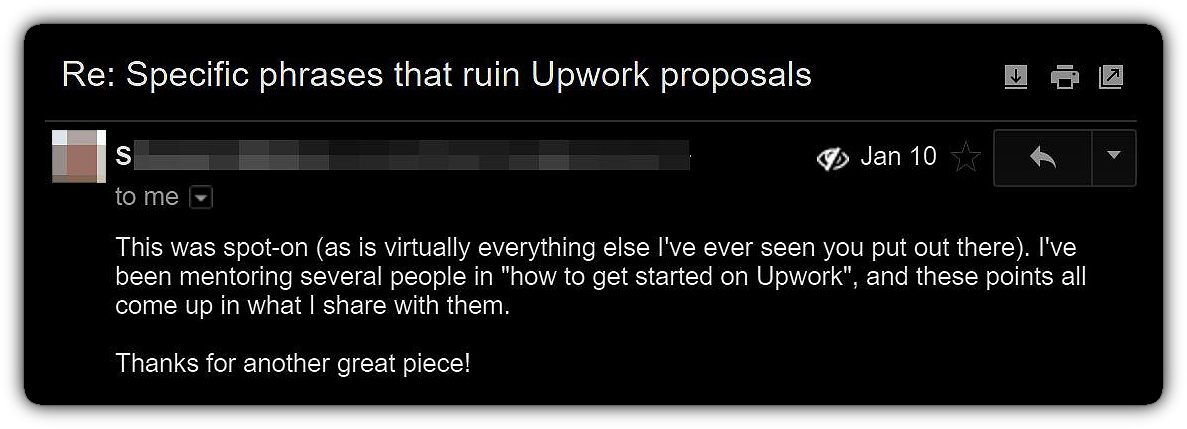 Re: Specific phrases that ruin Upwork proposals
S
Jan 10
to me
This was spot-on (as is virtually everything else I've ever seen you put out there). I've
been mentoring several people in "how to get started on Upwork", and these points all
come up in what I share with them.
Thanks for another great piece!